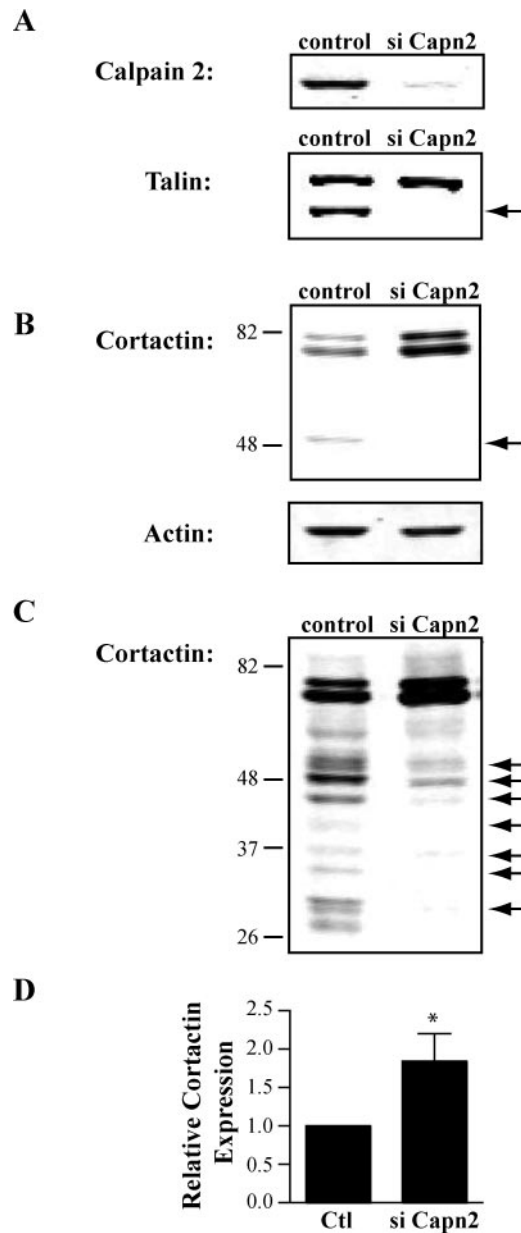 A
control si Capn2
Calpain 2:
control si Capn2
Talin:
B
control si Capn2
Cortactin:
82
48
Actin:
C
control si Capn2
Cortactin:
82
48
37
26
D
Relative Cortactin
Expression
2.5
2.0
1.5
1.0
0.5
0.0
*
Ctl si Capn2